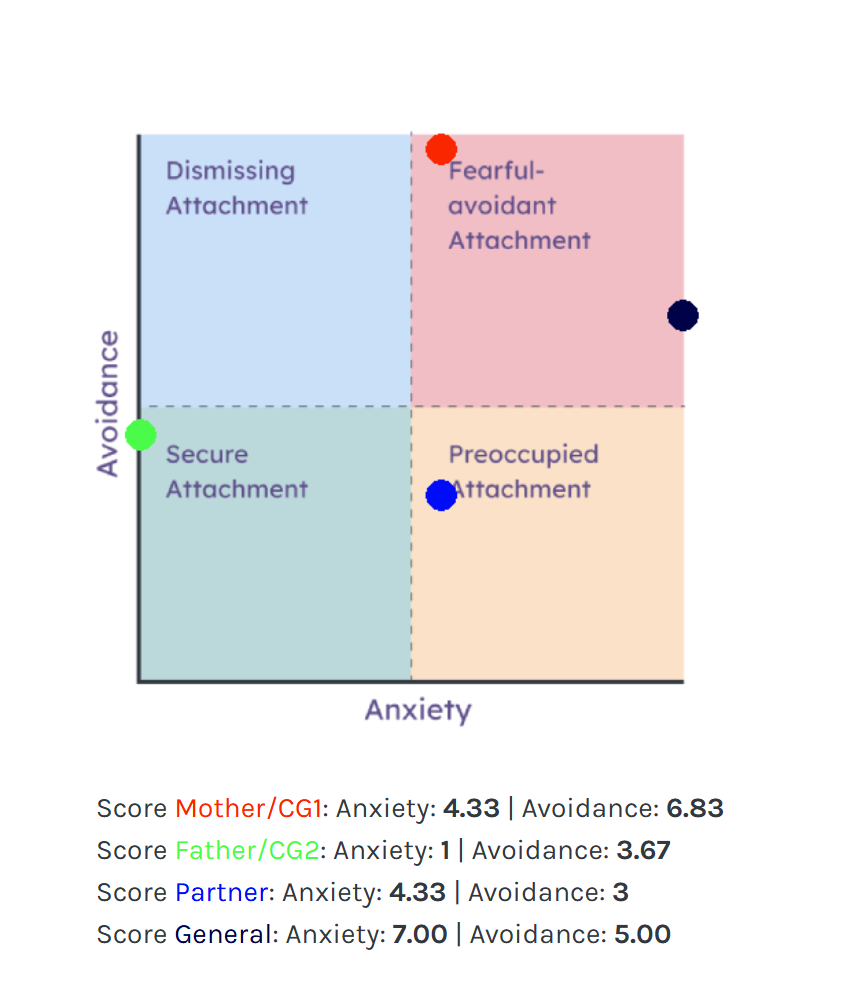 Dismissing
Attachment
Fearful-
avoidant
Attachment
Avoidance
Secure
Attachment
Preoccupied
Attachment
Anxiety
Score Mother/CG1: Anxiety: 4.33 | Avoidance: 6.83
Score Father/CG2: Anxiety: 1 | Avoidance: 3.67
Score Partner: Anxiety: 4.33 | Avoidance: 3
Score General: Anxiety: 7.00 | Avoidance: 5.00